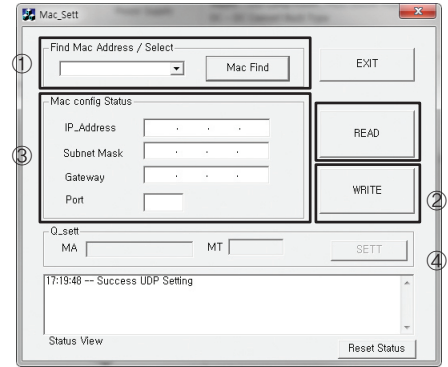 Mac_Sett
Find Mac Address / Select
①
Mac Find
EXIT
Mac config Status
③
IP_Address
Subnet Mask
Gateway
Port
READ
WRITE
②
Q_sett
MA
MT
SETT
④
17:19:48 -- Success UDP Setting
Status View
Reset Status